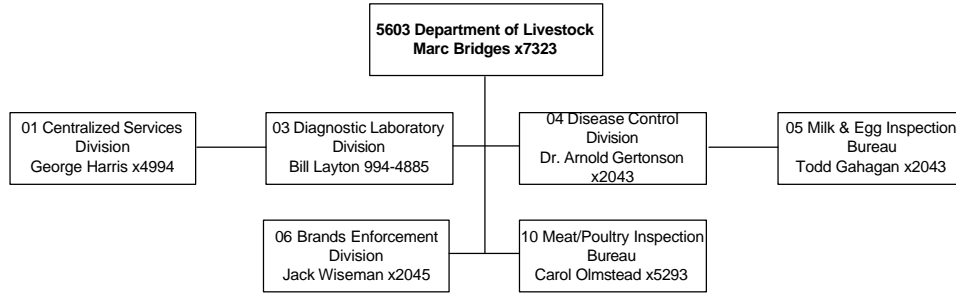 5603 Department of Livestock
Marc Bridges x7323
01 Centralized Services
Division
George Harris x4994
03 Diagnostic Laboratory
Division
Bill Layton 994-4885
04 Disease Control
Division
Dr. Arnold Gertonson
x2043
05 Milk & Egg Inspection
Bureau
Todd Gahagan x2043
06 Brands Enforcement
Division
Jack Wiseman x2045
10 Meat/Poultry Inspection
Bureau
Carol Olmstead x5293